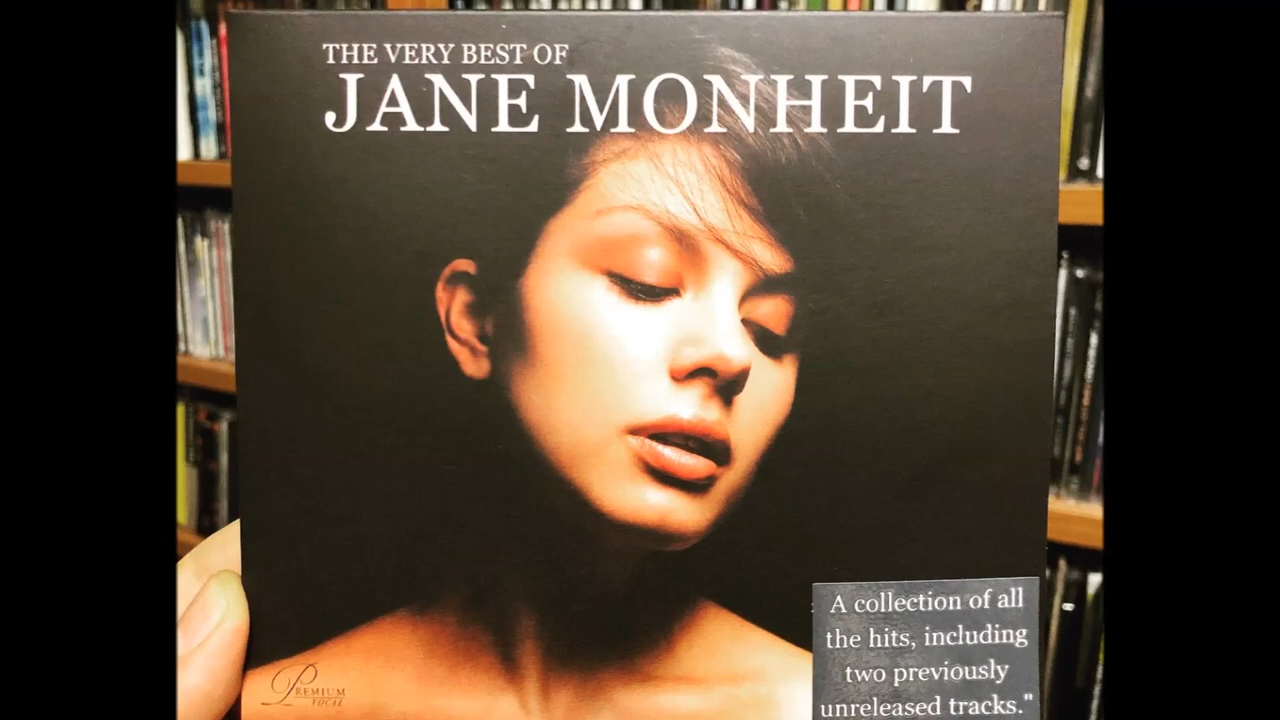 THE VERY BEST OF
JANE MONHEIT
PREMIUM
VOCAL
A collection of all
the hits, including
two previously
unreleased tracks."